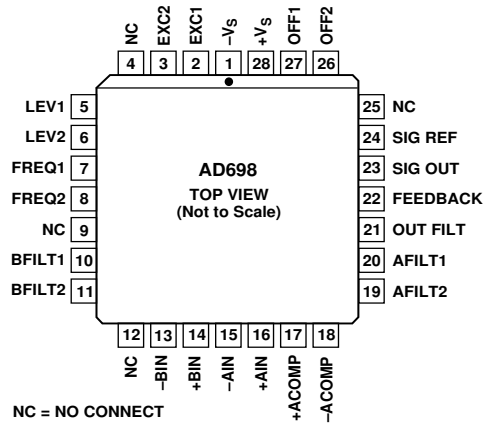 NC
EXC2
EXC1
–VS
+VS
OFF1
OFF2
4
3
2
1
28
27
26
LEV1 5
LEV2 6
FREQ1 7
FREQ2 8
NC 9
BFILT1 10
BFILT2 11
AD698
TOP VIEW
(Not to Scale)
25 NC
24 SIG REF
23 SIG OUT
22 FEEDBACK
21 OUT FILT
20 AFILT1
19 AFILT2
12
13
14
15
16
17
18
NC
–BIN
+BIN
–AIN
+AIN
+ACOMP
–ACOMP
NC = NO CONNECT